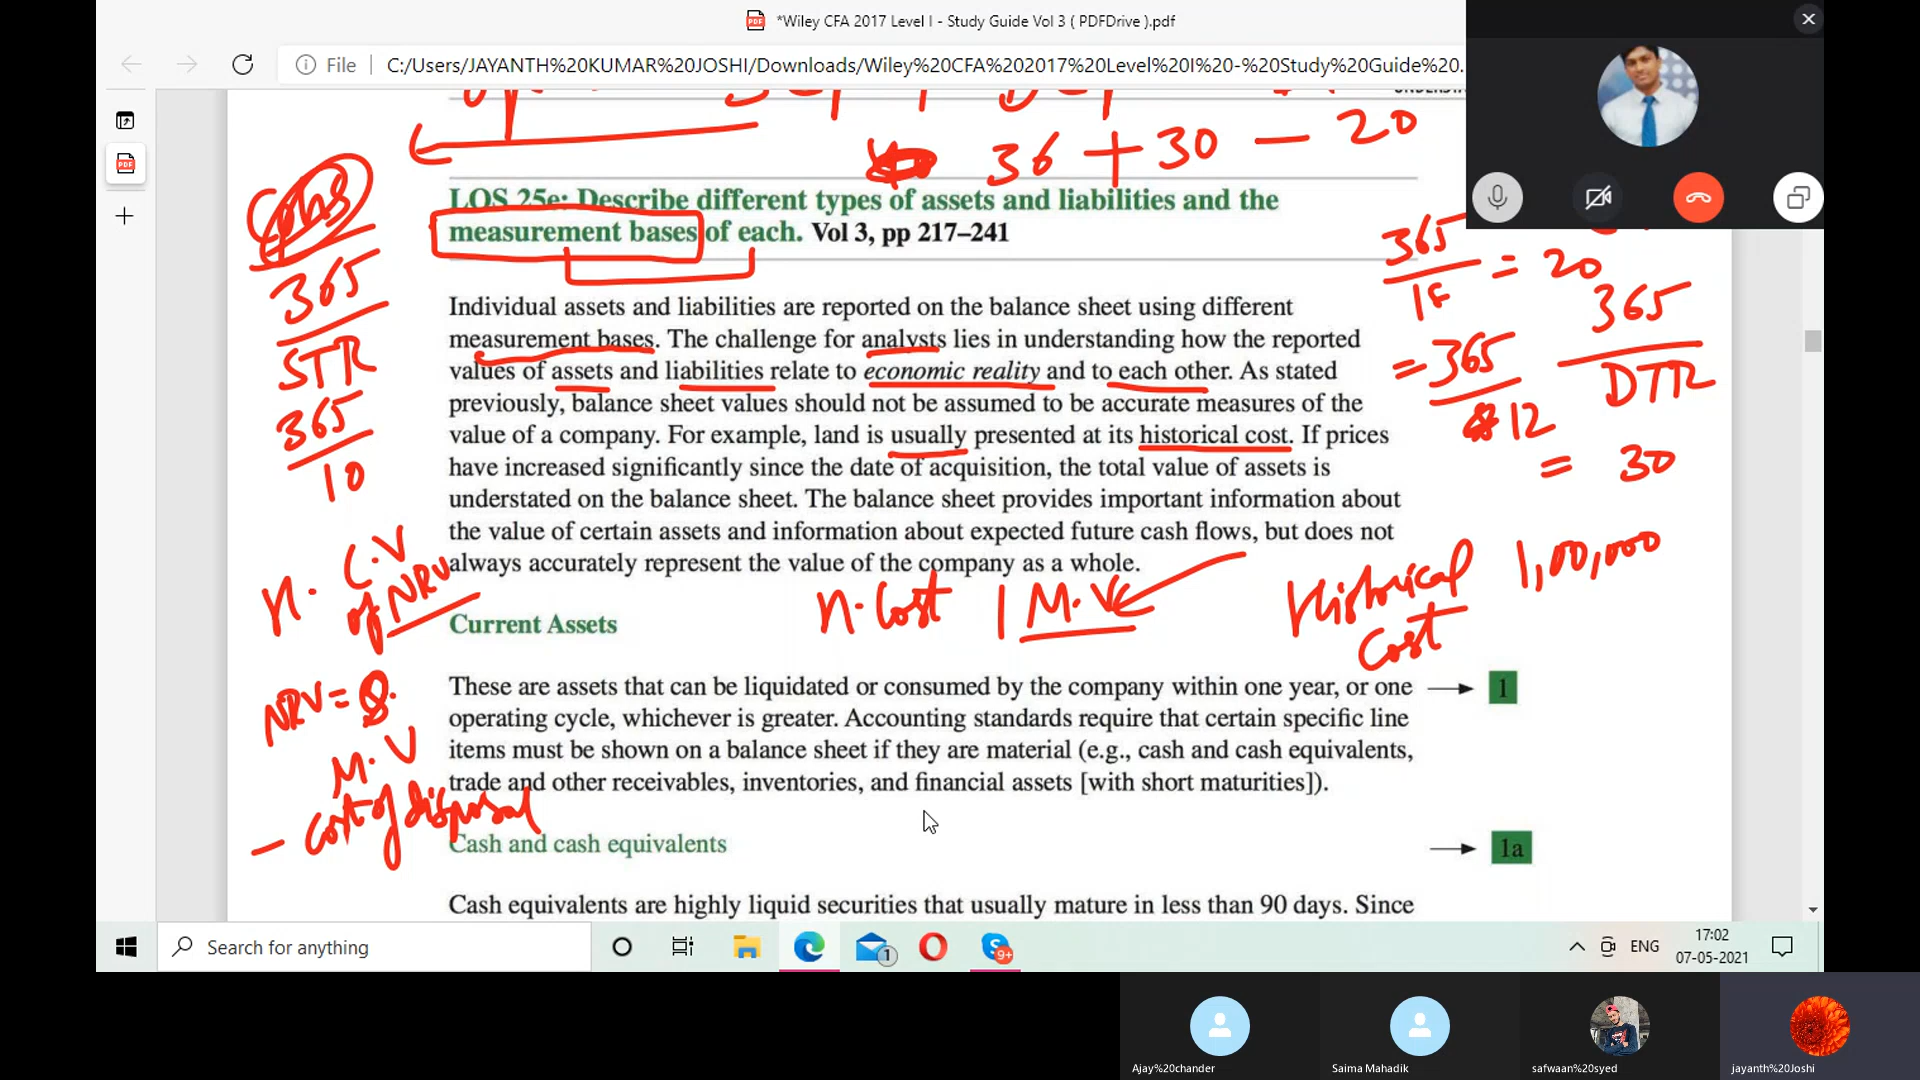 *Wiley CFA 2017 Level I - Study Guide Vol 3 ( PDFDrive ).pdf
File
C:/Users/JAYANTH%20KUMAR%20JOSHI/Downloads/Wiley%20CFA%202017%20Level%20I%20-%20Study%20Guide%20.
36 + 30 - 20
LOS 25e: Describe different types of assets and liabilities and the
measurement bases of each. Vol 3, pp 217–241
365
STR
365
10
365
18
= 20
365
DTR
= 365
12
= 30
Individual assets and liabilities are reported on the balance sheet using different
measurement bases. The challenge for analysts lies in understanding how the reported
values of assets and liabilities relate to economic reality and to each other. As stated
previously, balance sheet values should not be assumed to be accurate measures of the
value of a company. For example, land is usually presented at its historical cost. If prices
have increased significantly since the date of acquisition, the total value of assets is
understated on the balance sheet. The balance sheet provides important information about
the value of certain assets and information about expected future cash flows, but does not
always accurately represent the value of the company as a whole.
C.V
of NRV
H. Cost | M.V
Historical
Cost
1,00,000
Current Assets
NRV =
M.V
- Cost of disposal
These are assets that can be liquidated or consumed by the company within one year, or one
1
operating cycle, whichever is greater. Accounting standards require that certain specific line
items must be shown on a balance sheet if they are material (e.g., cash and cash equivalents,
trade and other receivables, inventories, and financial assets [with short maturities]).
Cash and cash equivalents
1a
Cash equivalents are highly liquid securities that usually mature in less than 90 days. Since
Search for anything
1
9+
ENG
17:02
07-05-2021
Ajay%20chander
Saima Mahadik
safwaan%20syed
jayanth%20Joshi